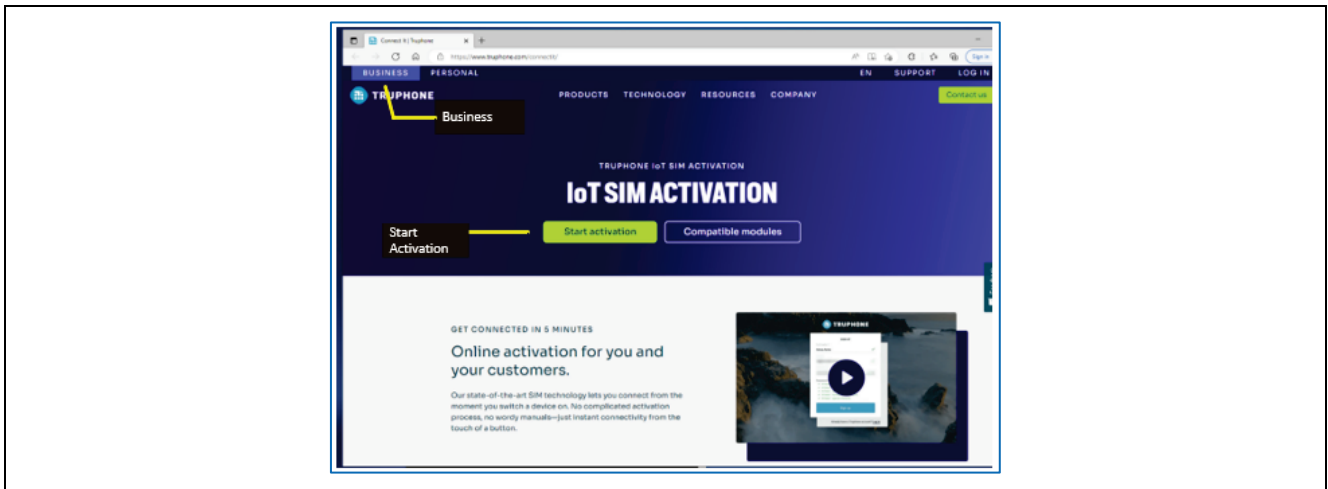 Connect It | Truphone
https://www.truphone.com/connectit/
Sign in
BUSINESS PERSONAL EN SUPPORT LOG IN
TRUPHONE PRODUCTS TECHNOLOGY RESOURCES COMPANY Contact us
Business
TRUPHONE IoT SIM ACTIVATION
IoT SIM ACTIVATION
Start activation Compatible modules
Start
Activation
GET CONNECTED IN 5 MINUTES
Online activation for you and
your customers.
Our state-of-the-art SIM technology lets you connect from the
moment you switch a device on. No complicated activation
process, no wordy manuals—just instant connectivity from the
touch of a button.
TRUPHONE